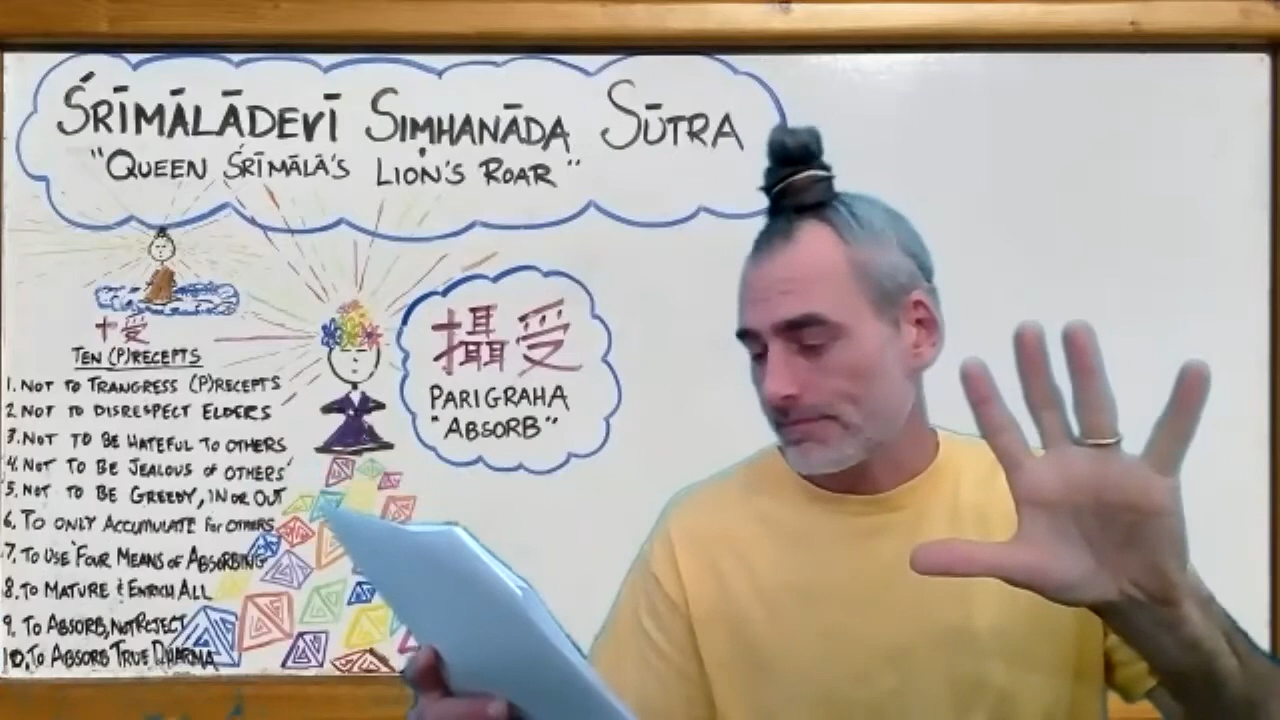 ŚRĪMĀLĀDEVĪ SIṂHANĀDA SŪTRA
"QUEEN ŚRĪMĀLĀ'S LION'S ROAR"
十受
TEN (P)RECEPTS
1. NOT TO TRANGRESS (P)RECEPTS
2. NOT TO DISRESPECT ELDERS
3. NOT TO BE HATEFUL TO OTHERS
4. NOT TO BE JEALOUS OF OTHERS'
5. NOT TO BE GREEDY, IN OR OUT
6. TO ONLY ACCUMULATE FOR OTHERS
7. TO USE FOUR MEANS OF ABSORBING
8. TO MATURE & ENRICH ALL
9. TO ABSORB, NOT REJECT
10. TO ABSORB TRUE DHARMA
攝受
PARIGRAHA
"ABSORB"